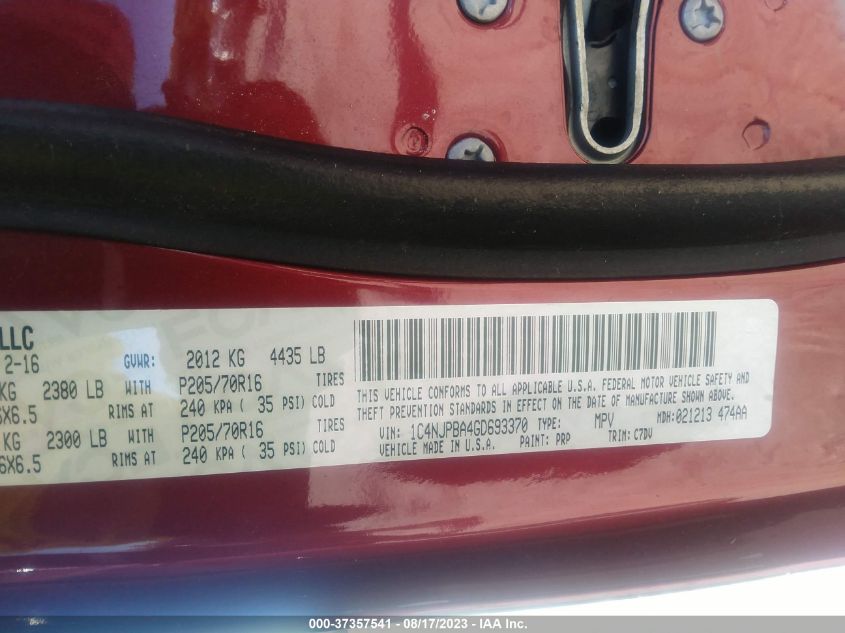 LLC
2-16 GVWR: 2012 KG 4435 LB
KG 2380 LB WITH P205/70R16 TIRES
6X6.5 RIMS AT 240 KPA ( 35 PSI) COLD
KG 2300 LB WITH P205/70R16 TIRES
6X6.5 RIMS AT 240 KPA ( 35 PSI) COLD
THIS VEHICLE CONFORMS TO ALL APPLICABLE U.S.A. FEDERAL MOTOR VEHICLE SAFETY AND
THEFT PREVENTION STANDARDS IN EFFECT ON THE DATE OF MANUFACTURE SHOWN ABOVE.
VIN: 1C4NJPBA4GD693370 TYPE: MPV MDH:021213 474AA
VEHICLE MADE IN U.S.A. PAINT: PRP TRIM: C7DV
000-37357541 — 08/17/2023 — IAA Inc.